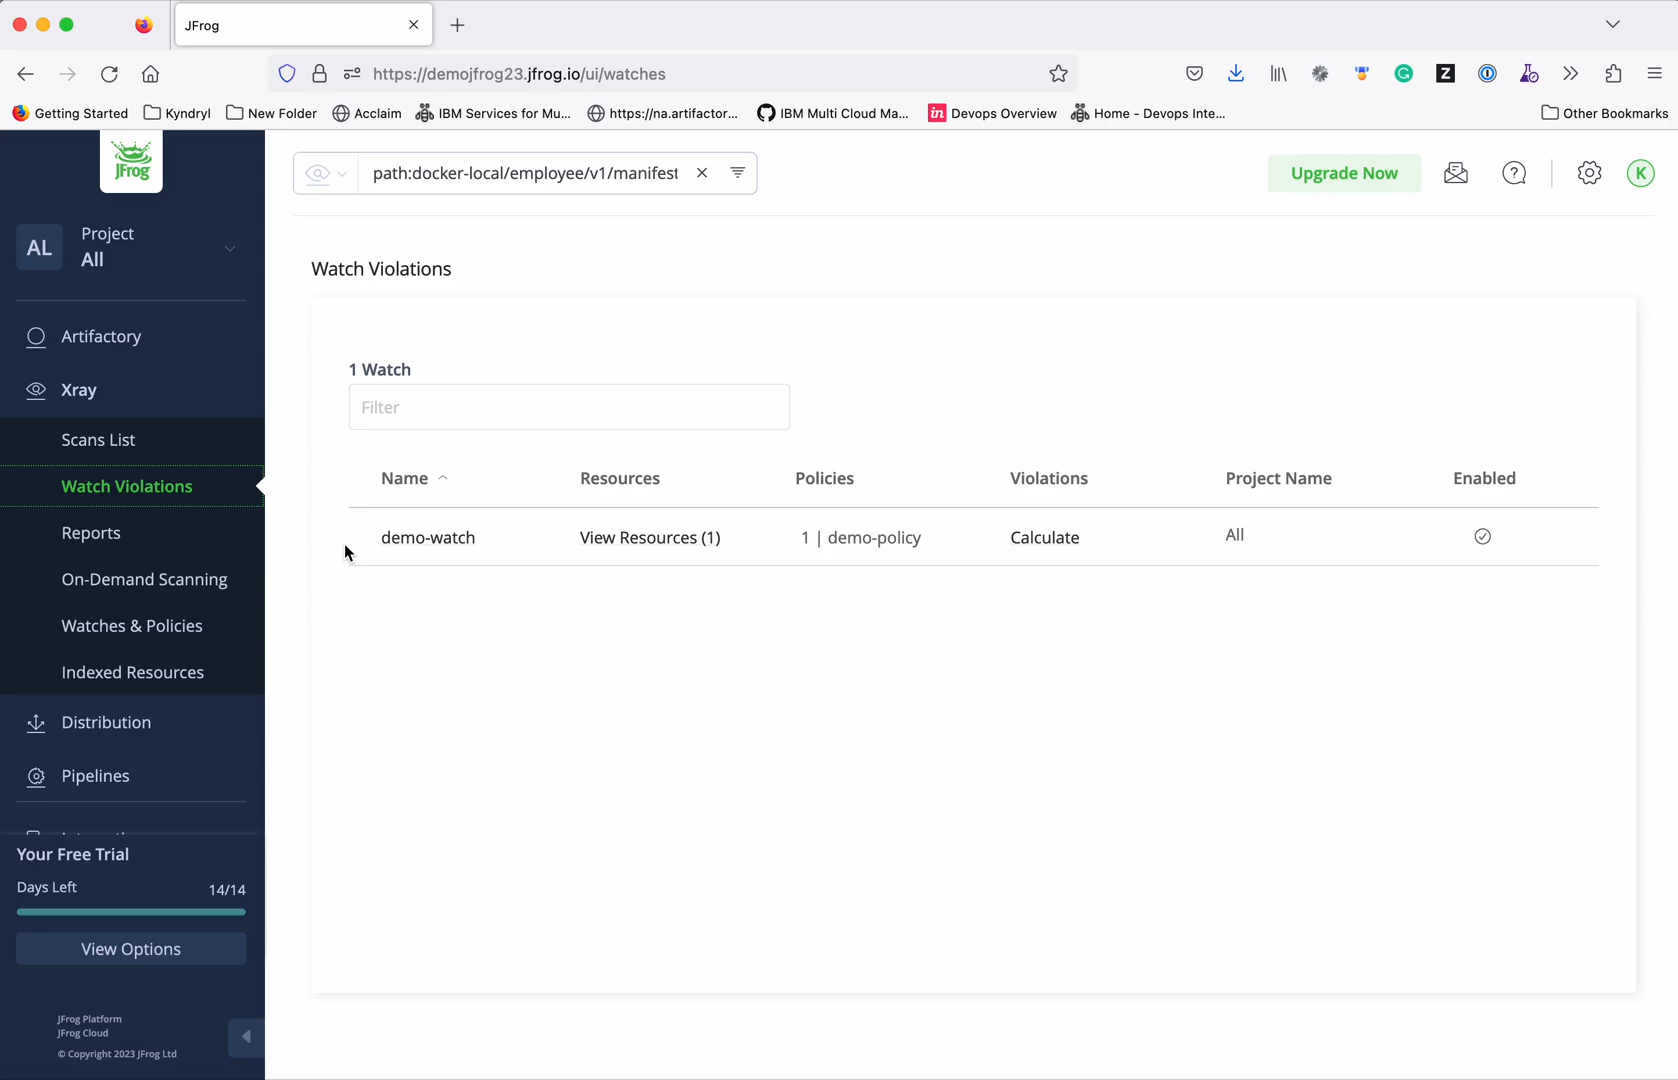 JFrog
https://demojfrog23.jfrog.io/ui/watches
Getting Started
Kyndryl
New Folder
Acclaim
IBM Services for Mu...
https://na.artifactor...
IBM Multi Cloud Ma...
in Devops Overview
Home - Devops Inte...
Other Bookmarks
JFrog
path:docker-local/employee/v1/manifest
Upgrade Now
K
AL
Project
All
Artifactory
Xray
Scans List
Watch Violations
Reports
On-Demand Scanning
Watches & Policies
Indexed Resources
Distribution
Pipelines
Your Free Trial
Days Left 14/14
View Options
JFrog Platform
JFrog Cloud
© Copyright 2023 JFrog Ltd
Watch Violations
1 Watch
Filter
Name Resources Policies Violations Project Name Enabled
demo-watch View Resources (1) 1 | demo-policy Calculate All